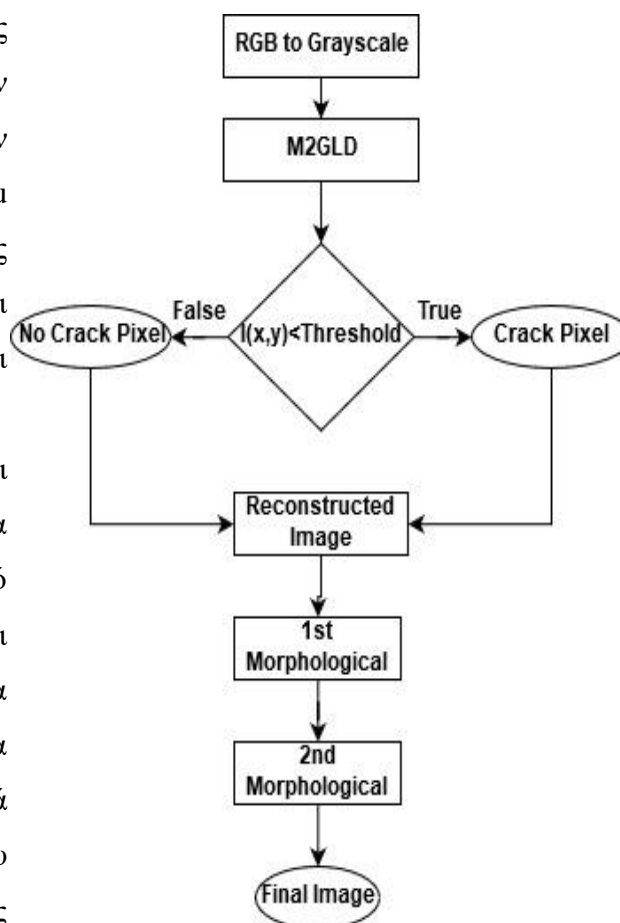 RGB to Grayscale
M2GLD
I(x,y)<Threshold
False
True
No Crack Pixel
Crack Pixel
Reconstructed
Image
1st
Morphological
2nd
Morphological
Final Image